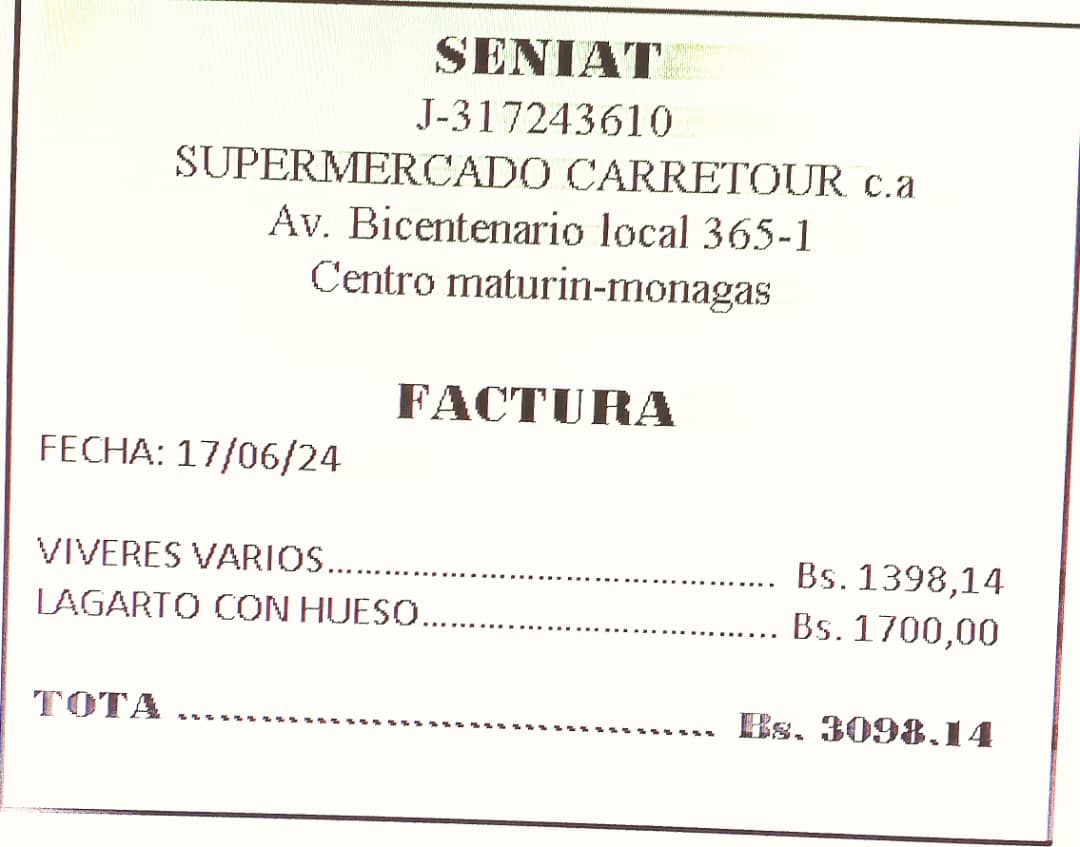 SENIAT
J-317243610
SUPERMERCADO CARRETOUR c.a
Av. Bicentenario local 365-1
Centro maturin-monagas
FACTURA
FECHA: 17/06/24
VIVERES VARIOS................................................ Bs. 1398,14
LAGARTO CON HUESO...................................... Bs. 1700,00
TOTA ....................................... Bs. 3098.14